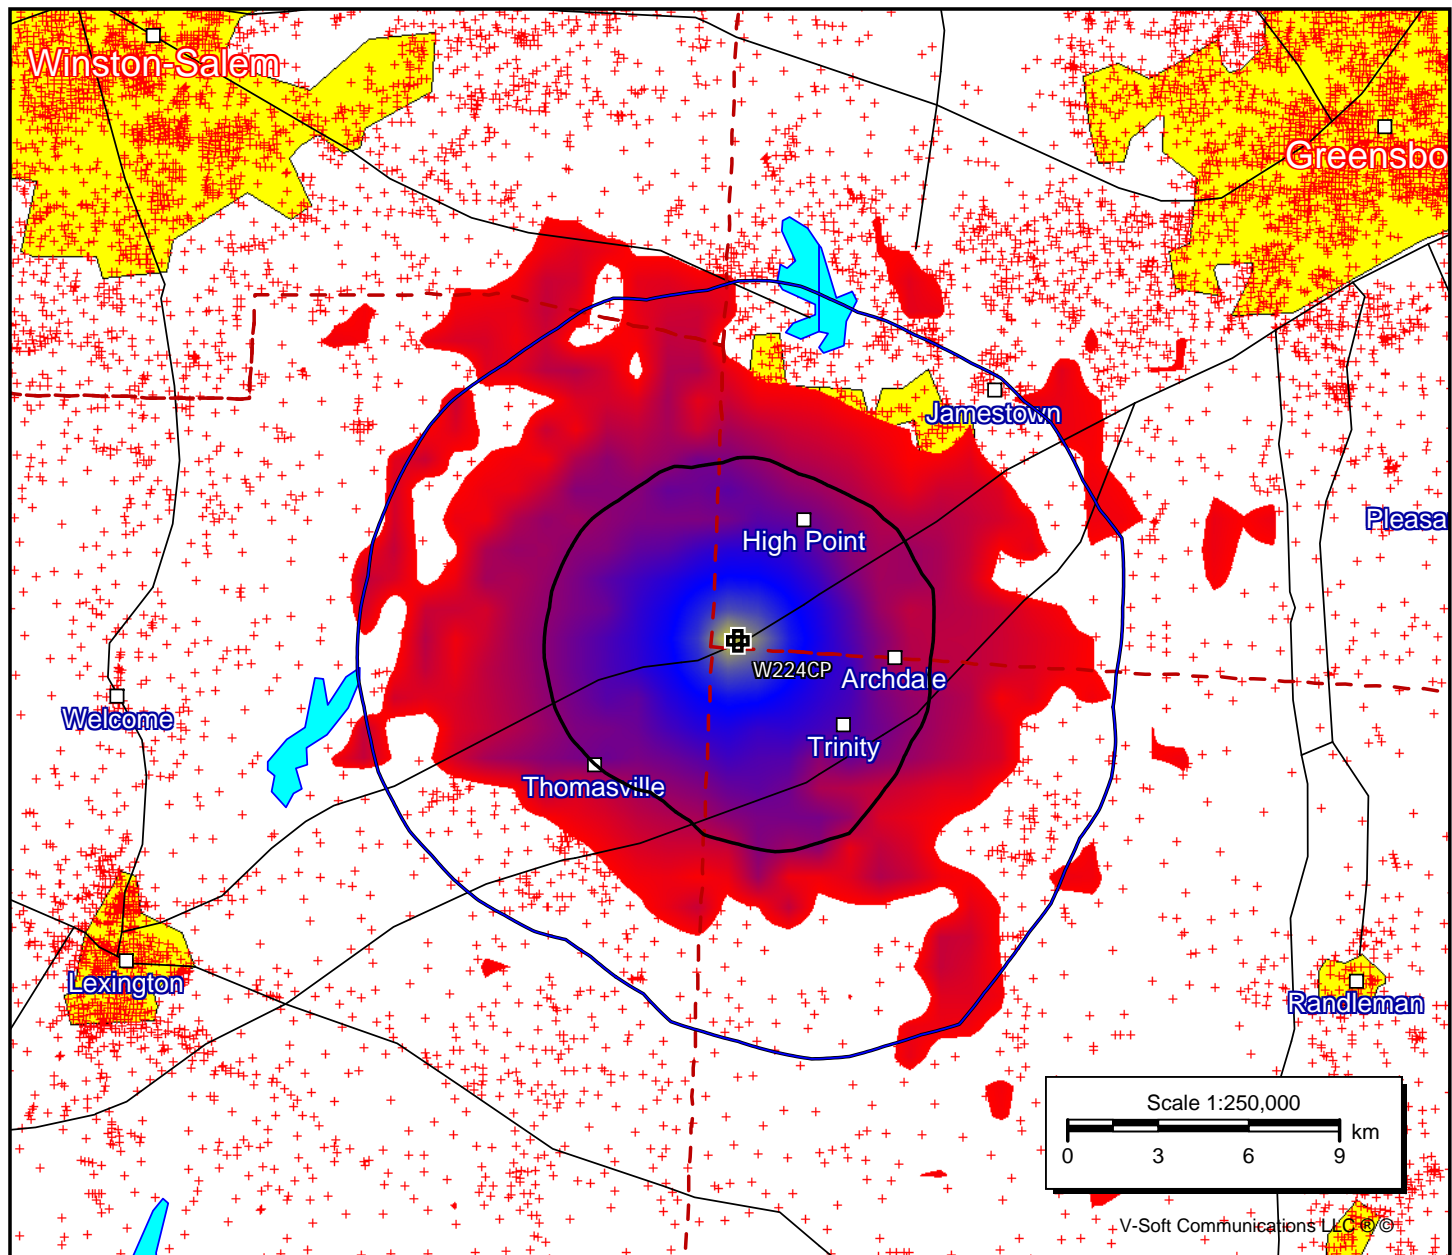 Winston-Salem
Greensbo
Jamestown
Pleasa
High Point
W224CP
Archdale
Welcome
Trinity
Thomasville
Lexington
Randleman
Scale 1:250,000
km
0 3 6 9
V-Soft Communications LLC ® ©